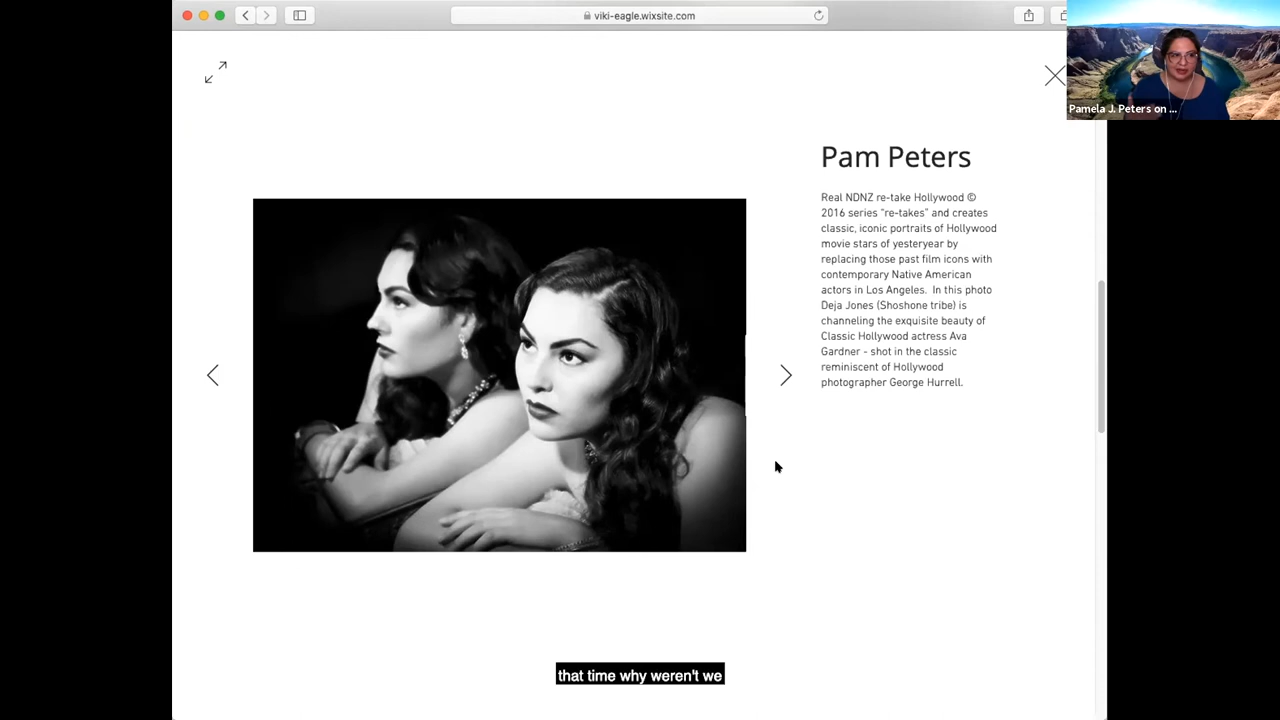 viki-eagle.wixsite.com
Pamela J. Peters on ...
Pam Peters
Real NDNZ re-take Hollywood ©
2016 series “re-takes” and creates
classic, iconic portraits of Hollywood
movie stars of yesteryear by
replacing those past film icons with
contemporary Native American
actors in Los Angeles.  In this photo
Deja Jones (Shoshone tribe) is
channeling the exquisite beauty of
Classic Hollywood actress Ava
Gardner - shot in the classic
reminiscent of Hollywood
photographer George Hurrell.
that time why weren't we